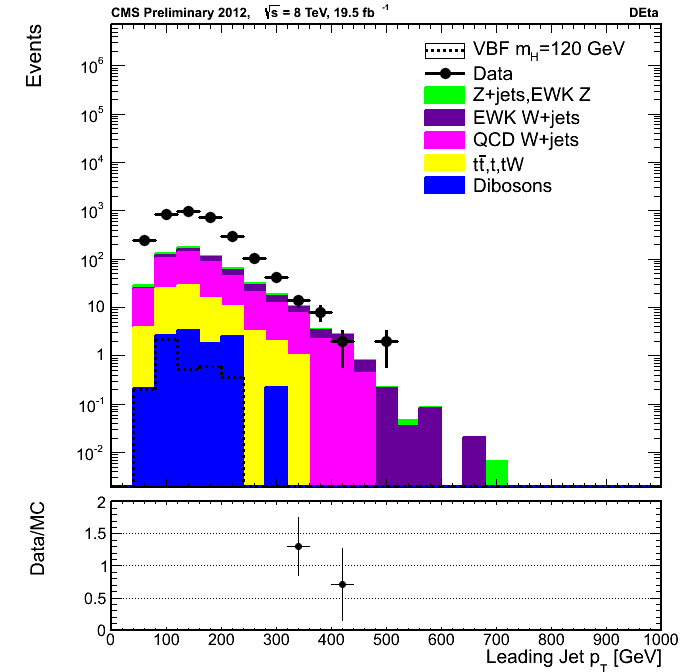 CMS Preliminary 2012, √s = 8 TeV, 19.5 fb⁻¹ DEta
Events
VBF m_H=120 GeV
Data
Z+jets,EWK Z
EWK W+jets
QCD W+jets
tt̅,t,tW
Dibosons
10⁶
10⁵
10⁴
10³
10²
10
1
10⁻¹
10⁻²
Data/MC
2
1.5
1
0.5
0
0 100 200 300 400 500 600 700 800 900 1000
Leading Jet p_T [GeV]